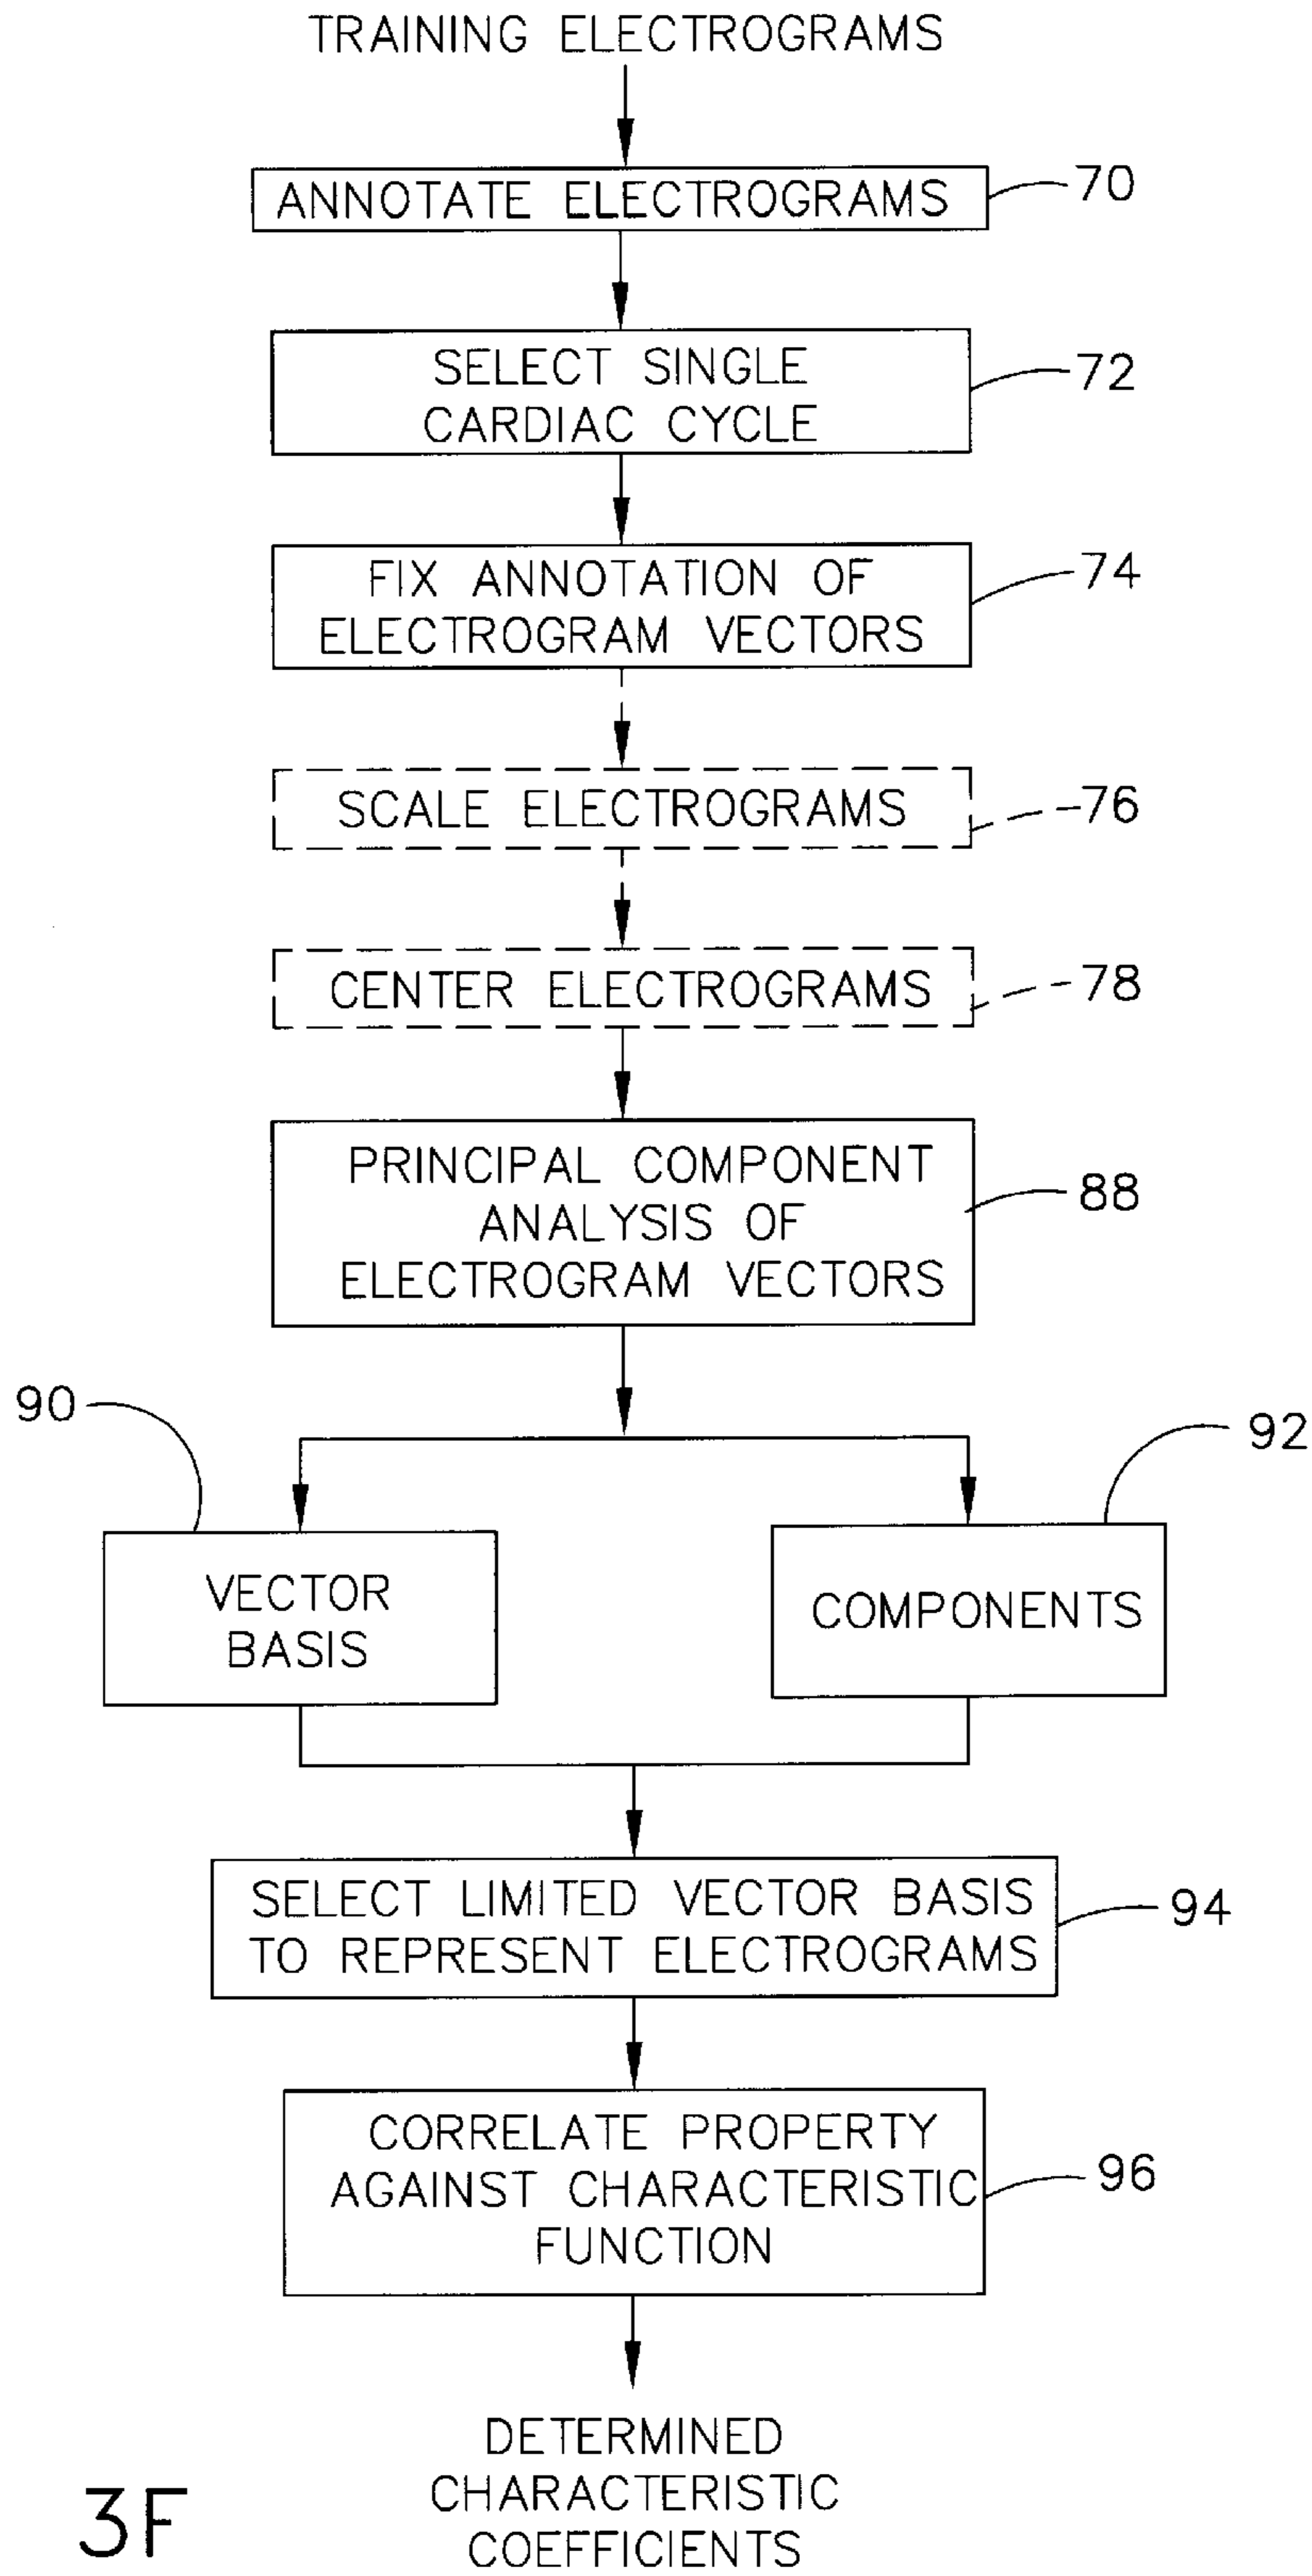 TRAINING ELECTROGRAMS
ANNOTATE ELECTROGRAMS
70
SELECT SINGLE
CARDIAC CYCLE
72
FIX ANNOTATION OF
ELECTROGRAM VECTORS
74
SCALE ELECTROGRAMS
76
CENTER ELECTROGRAMS
78
PRINCIPAL COMPONENT
ANALYSIS OF
ELECTROGRAM VECTORS
88
90
92
VECTOR
BASIS
COMPONENTS
SELECT LIMITED VECTOR BASIS
TO REPRESENT ELECTROGRAMS
94
CORRELATE PROPERTY
AGAINST CHARACTERISTIC
FUNCTION
96
DETERMINED
CHARACTERISTIC
COEFFICIENTS
3F